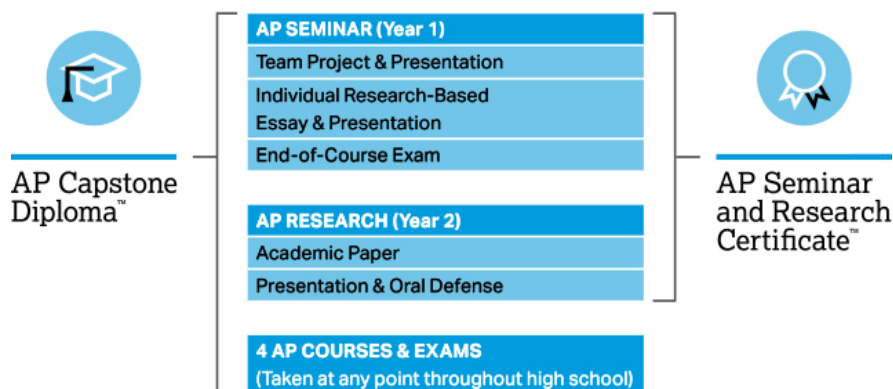 AP Capstone
Diploma™
AP SEMINAR (Year 1)
Team Project & Presentation
Individual Research-Based
Essay & Presentation
End-of-Course Exam
AP RESEARCH (Year 2)
Academic Paper
Presentation & Oral Defense
4 AP COURSES & EXAMS
(Taken at any point throughout high school)
AP Seminar
and Research
Certificate™